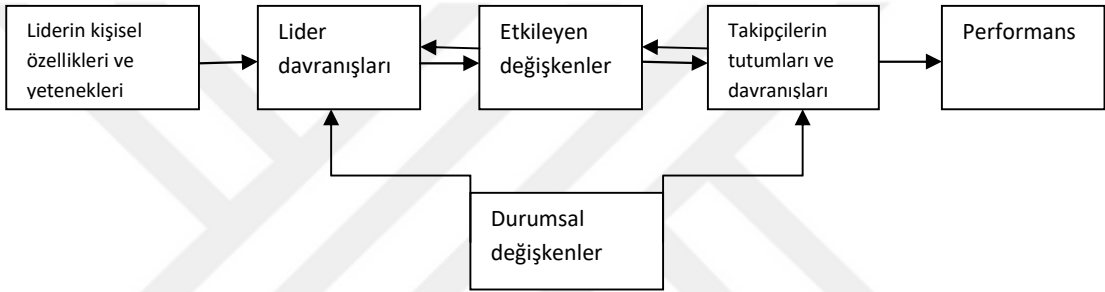 Liderin kişisel
özellikleri ve
yetenekleri
Lider
davranışları
Etkileyen
değişkenler
Takipçilerin
tutumları ve
davranışları
Performans
Durumsal
değişkenler